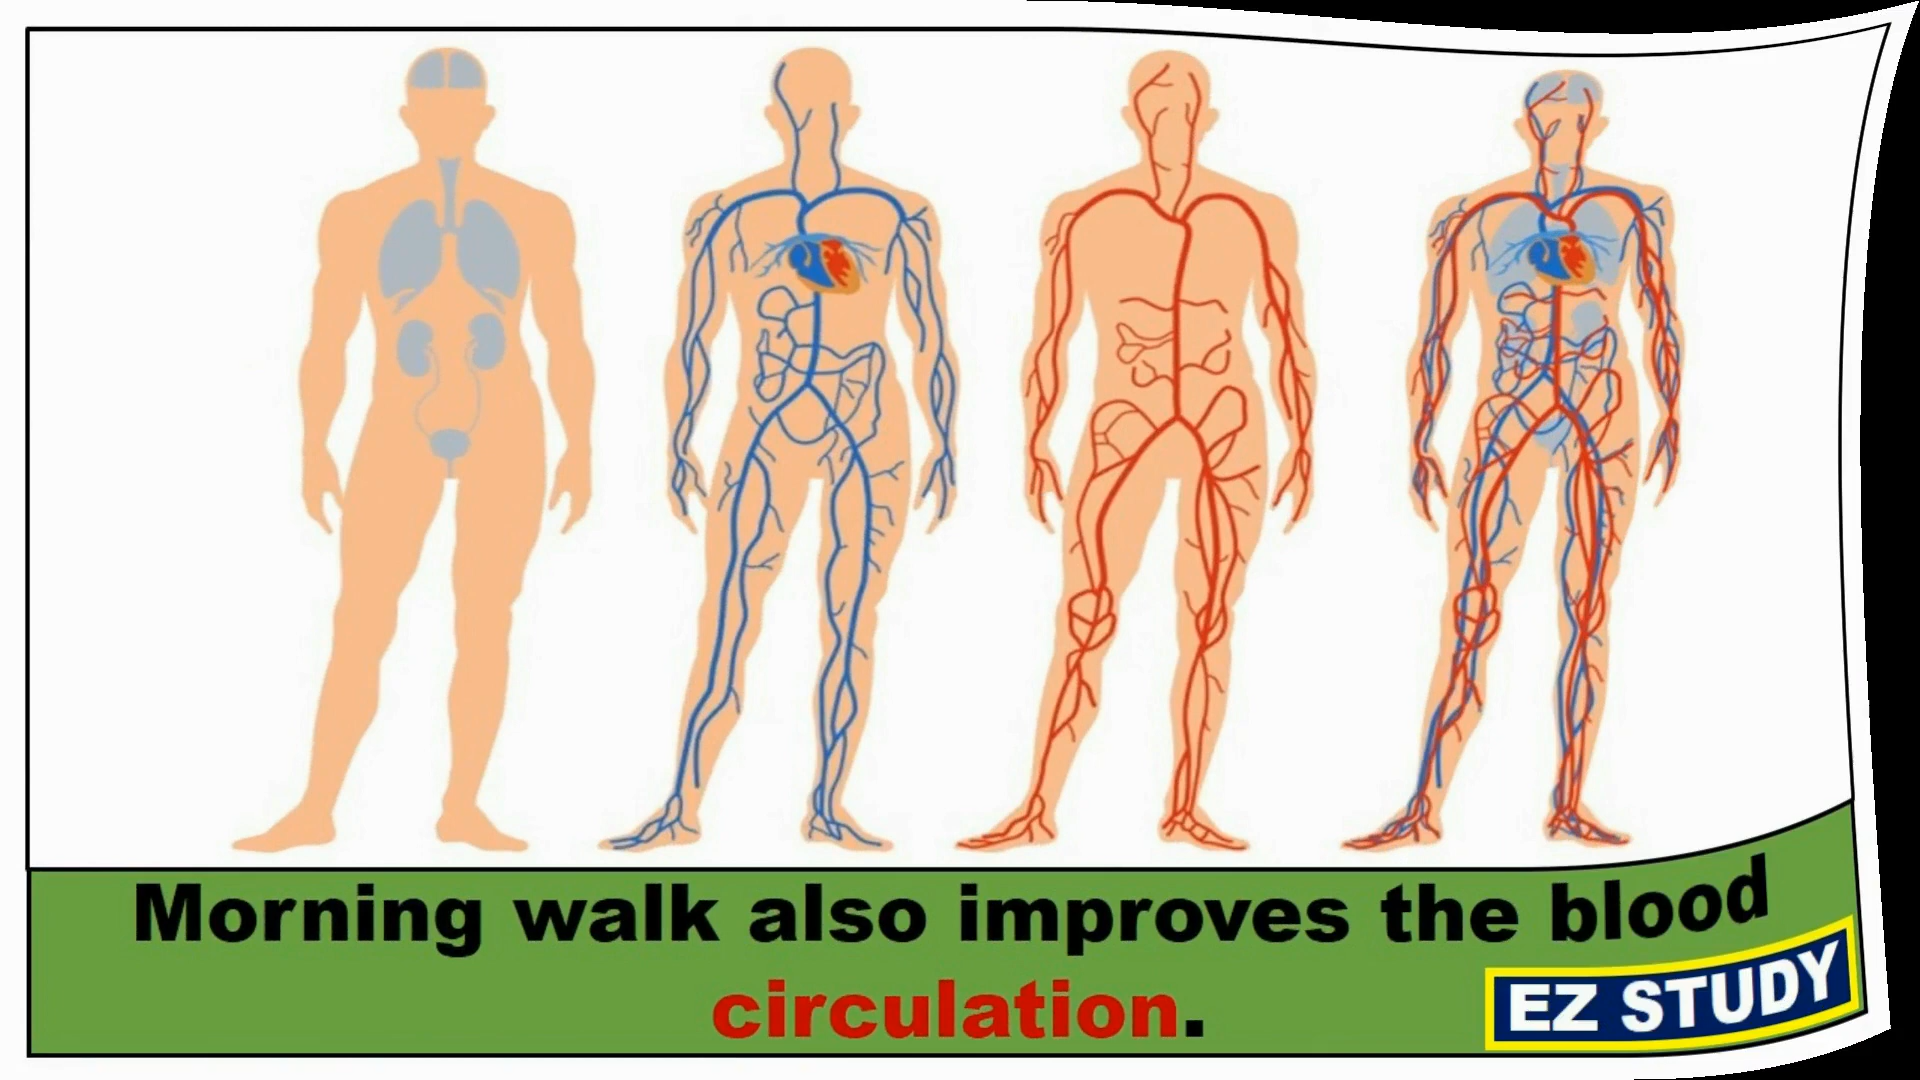 Morning walk also improves the blood
circulation.
EZ STUDY